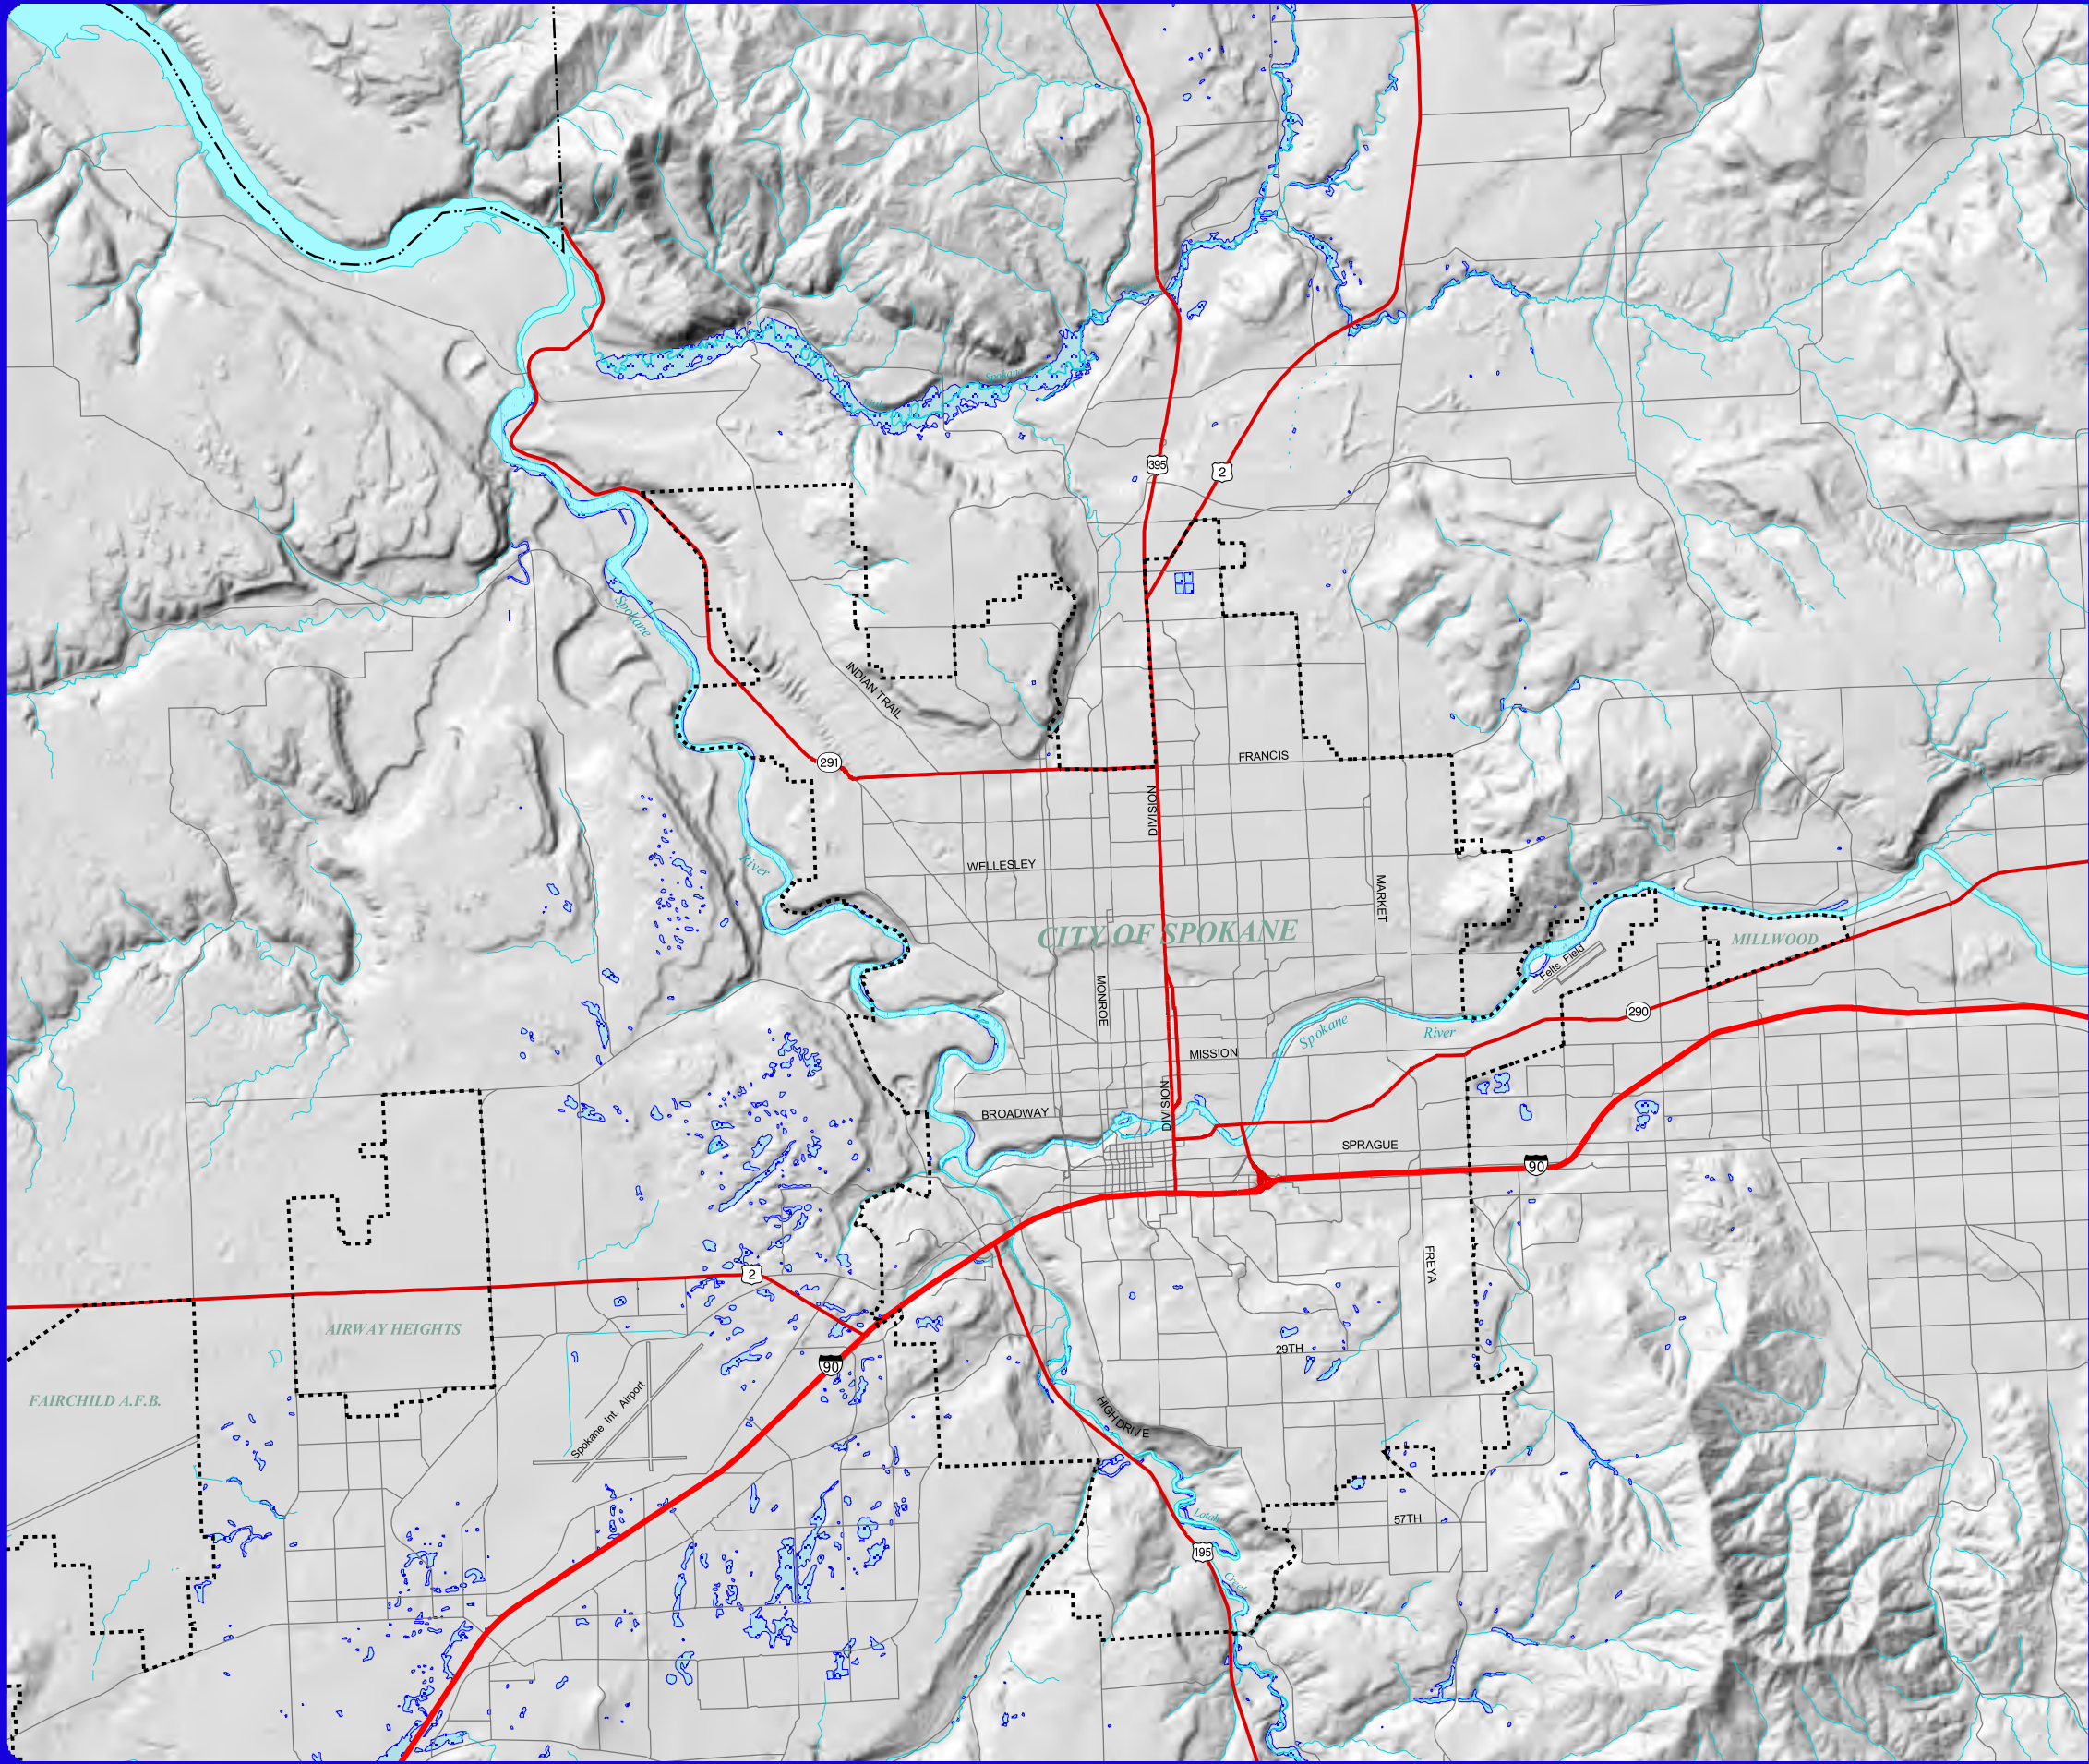 Spokane
395
2
Spokane
INDIAN TRAIL
FRANCIS
291
DIVISION
WELLESLEY
River
MARKET
CITY OF SPOKANE
MILLWOOD
Felts Field
MONROE
290
Spokane
River
MISSION
DIVISION
BROADWAY
SPRAGUE
90
FREYA
2
AIRWAY HEIGHTS
29TH
90
FAIRCHILD A.F.B.
Spokane Int. Airport
HIGH DRIVE
Latah
57TH
195
Creek